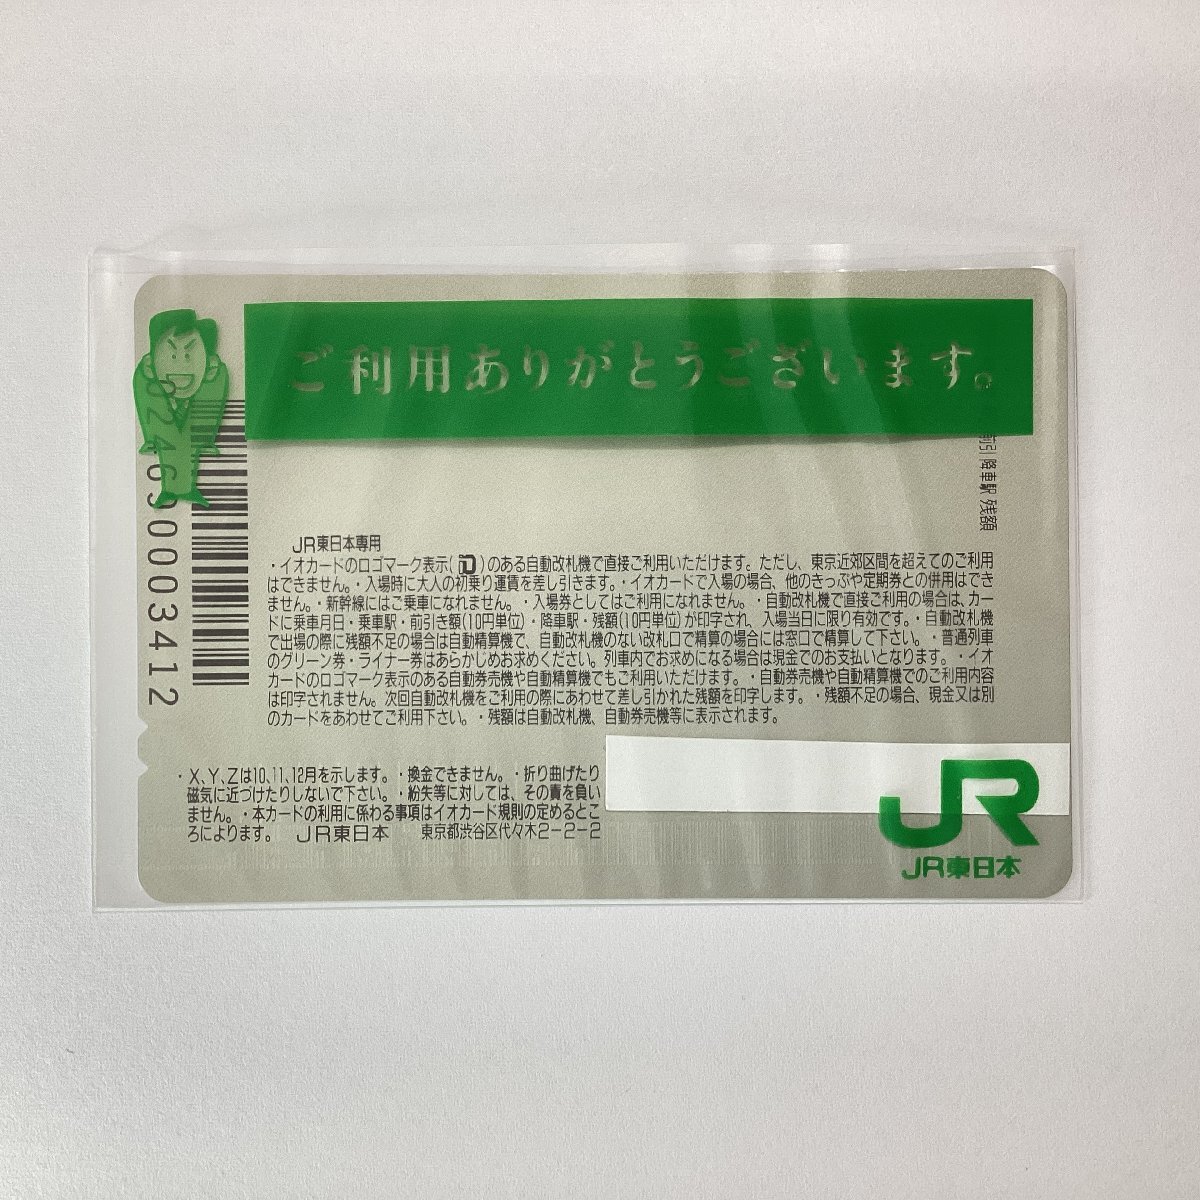 ご利用ありがとうございます。
前引 降車駅 残額
0246900003412
JR東日本専用
・イオカードのロゴマーク表示( )のある自動改札機で直接ご利用いただけます。ただし、東京近郊区間を超えてのご利用
はできません。・入場時に大人の初乗り運賃を差し引きます。・イオカードで入場の場合、他のきっぷや定期券との併用はでき
ません。・新幹線にはご乗車になれません。・入場券としてはご利用になれません。・自動改札機で直接ご利用の場合は、カー
ドに乗車月日・乗車駅・前引き額(10円単位)・降車駅・残額(10円単位)が印字され、入場当日に限り有効です。・自動改札機
で出場の際に残額不足の場合は自動精算機で、自動改札機のない改札口で精算の場合には窓口で精算して下さい。・普通列車
のグリーン券・ライナー券はあらかじめお求めください。列車内でお求めになる場合は現金でのお支払いとなります。・イオ
カードのロゴマーク表示のある自動券売機や自動精算機でもご利用いただけます。・自動券売機や自動精算機でのご利用内容
は印字されません。次回自動改札機をご利用の際にあわせて差し引かれた残額を印字します。・残額不足の場合、現金又は別
のカードをあわせてご利用下さい。・残額は自動改札機、自動券売機等に表示されます。
・X、Y、Zは10、11、12月を示します。・換金できません。・折り曲げたり
磁気に近づけたりしないで下さい。・紛失等に対しては、その責を負い
ません。・本カードの利用に係わる事項はイオカード規則の定めるとこ
ろによります。 JR東日本 東京都渋谷区代々木2-2-2
JR
JR東日本